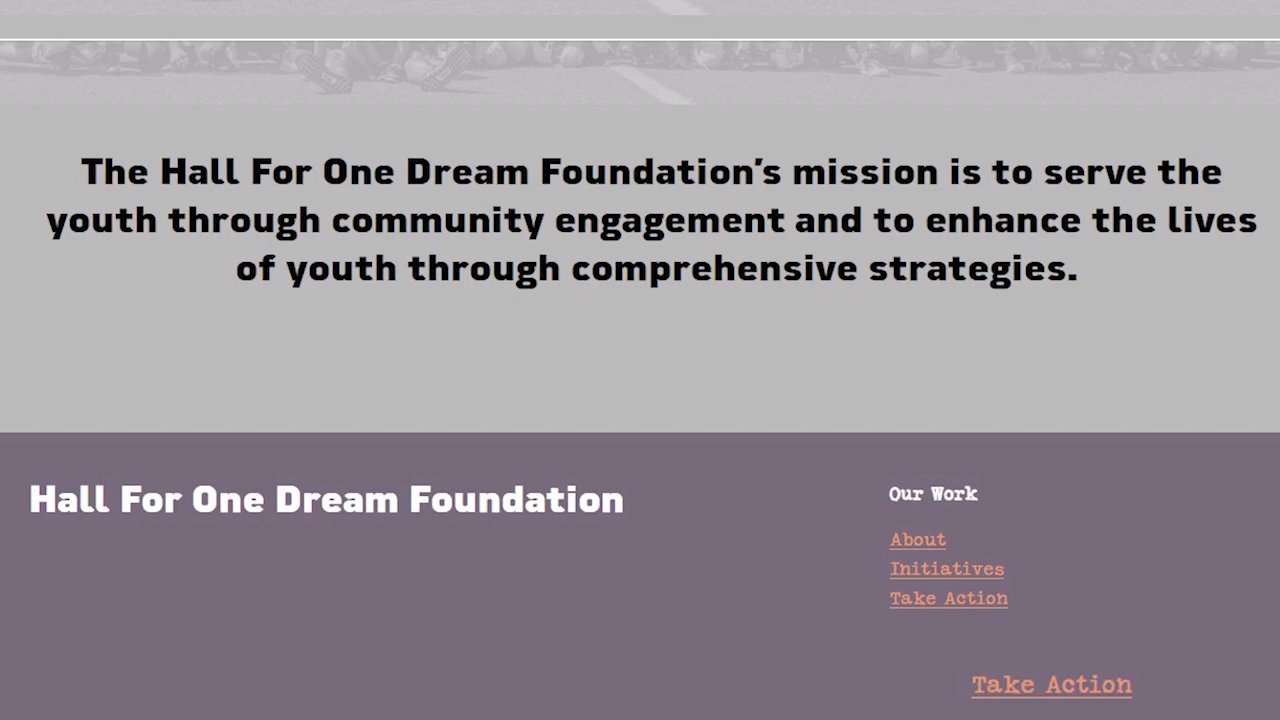 The Hall For One Dream Foundation’s mission is to serve the
youth through community engagement and to enhance the lives
of youth through comprehensive strategies.
Hall For One Dream Foundation
Our Work
About
Initiatives
Take Action
Take Action